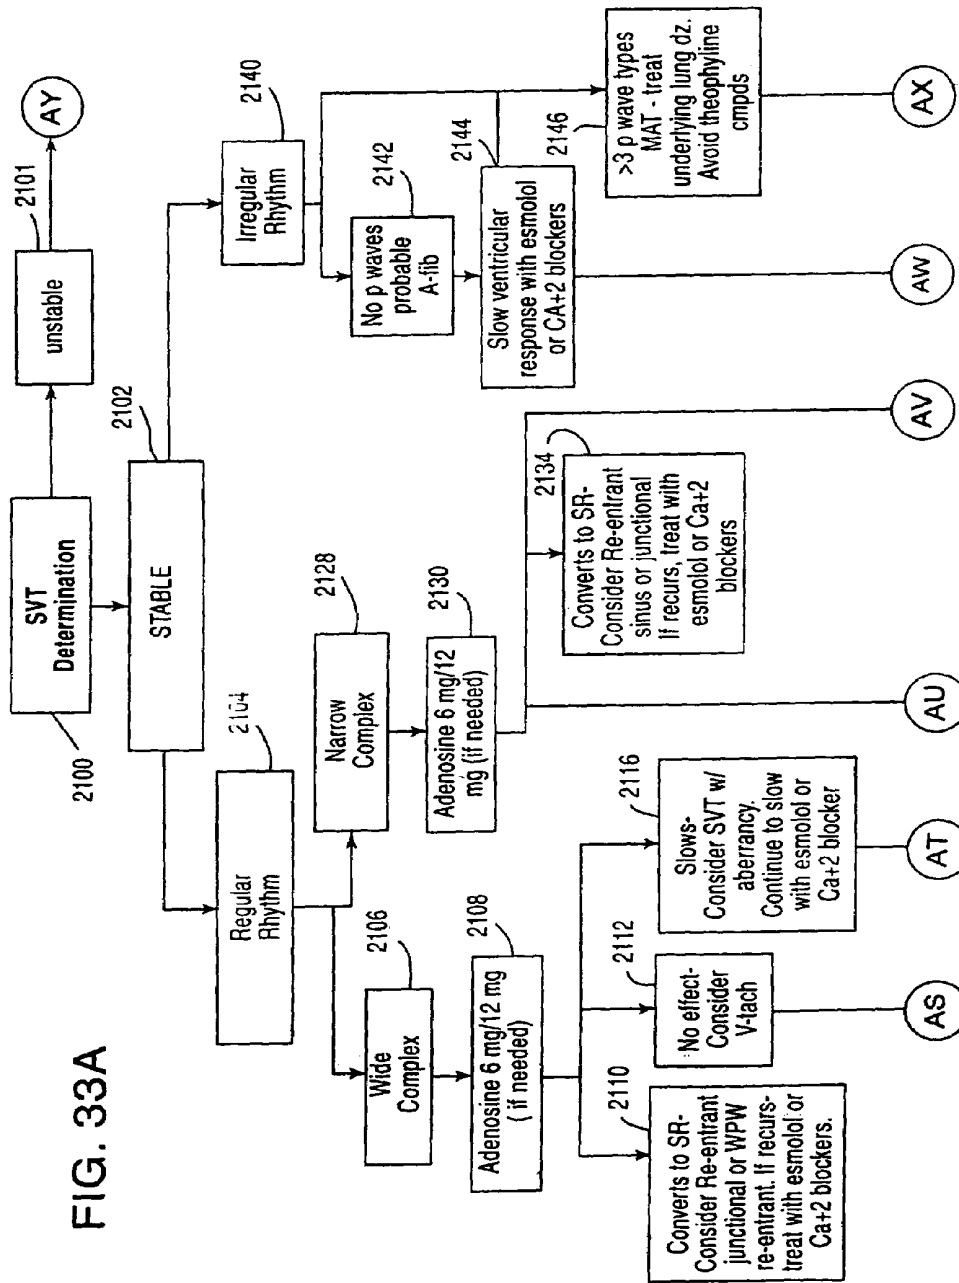 FIG. 33A
SVT
Determination
2100
unstable
2101
AY
STABLE
2102
Regular
Rhythm
2104
Irregular
Rhythm
2140
Wide
Complex
2106
Narrow
Complex
2128
No p waves
probable
A-fib
2142
Adenosine 6 mg/12 mg
( if needed)
2108
Adenosine 6 mg/12
mg (if needed)
2130
Slow ventricular
response with esmolol
or CA+2 blockers
2144
Converts to SR-
Consider Re-entrant
junctional or WPW
re-entrant. If recurs-
treat with esmolol or
Ca+2 blockers.
2110
No effect-
Consider
V-tach
2112
Slows-
Consider SVT w/
aberrancy.
Continue to slow
with esmolol or
Ca+2 blocker
2116
Converts to SR-
Consider Re-entrant
sinus or junctional
If recurs, treat with
esmolol or Ca+2
blockers
2134
>3 p wave types
MAT - treat
underlying lung dz.
Avoid theophyline
cmpds
2146
AS
AT
AU
AV
AW
AX